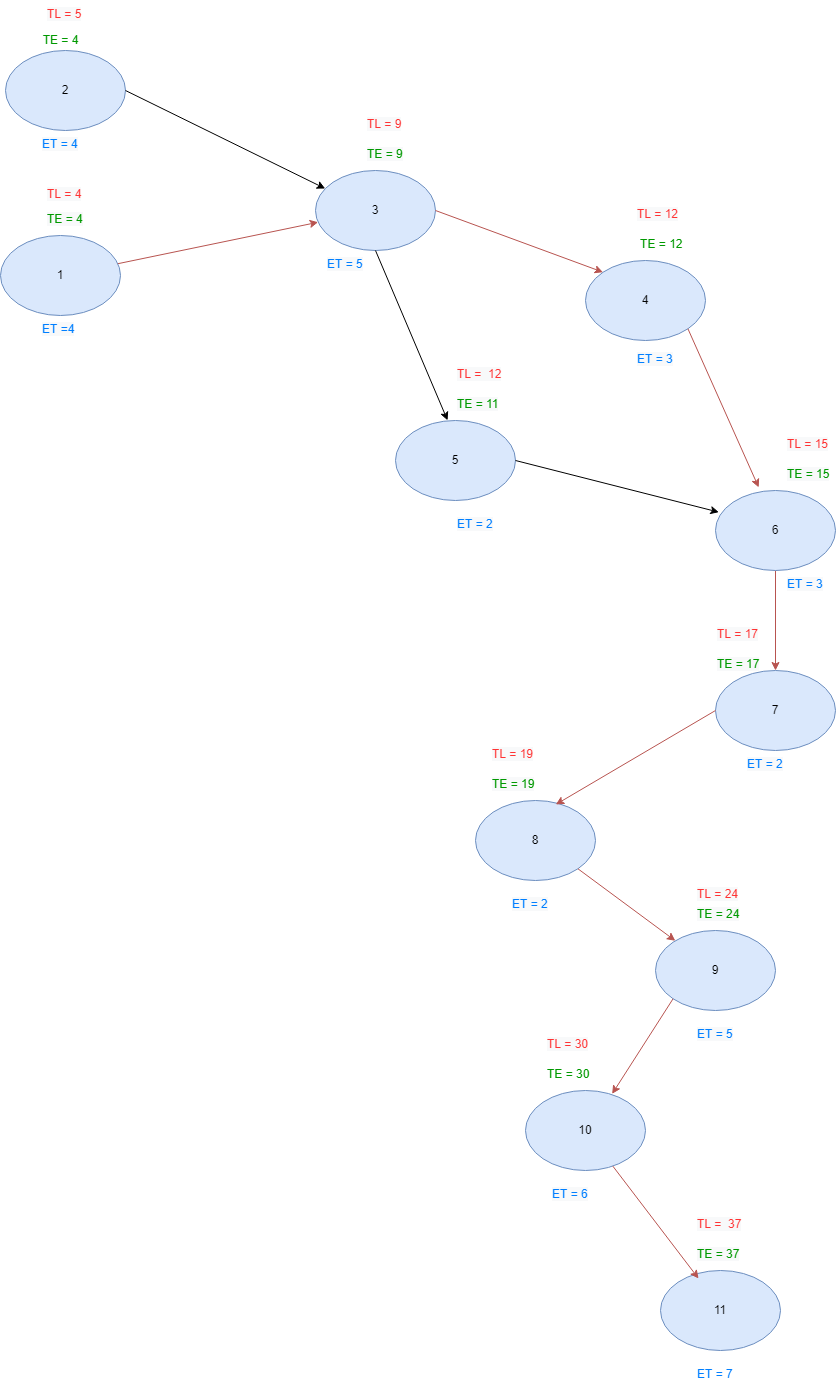 TL = 5
TE = 4
2
ET = 4
TL = 4
TE = 4
1
ET =4
TL = 9
TE = 9
3
ET = 5
TL = 12
TE = 12
4
ET = 3
TL =  12
TE = 11
5
ET = 2
TL = 15
TE = 15
6
ET = 3
TL = 17
TE = 17
7
ET = 2
TL = 19
TE = 19
8
ET = 2
TL = 24
TE = 24
9
ET = 5
TL = 30
TE = 30
10
ET = 6
TL =  37
TE = 37
11
ET = 7